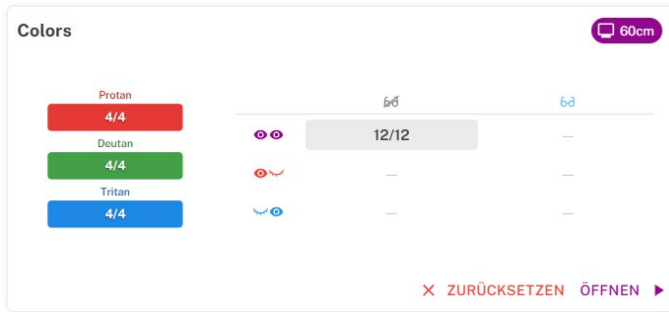 Colors
60cm
Protan
4/4
Deutan
4/4
Tritan
4/4
12/12 —
— —
— —
ZURÜCKSETZEN ÖFFNEN